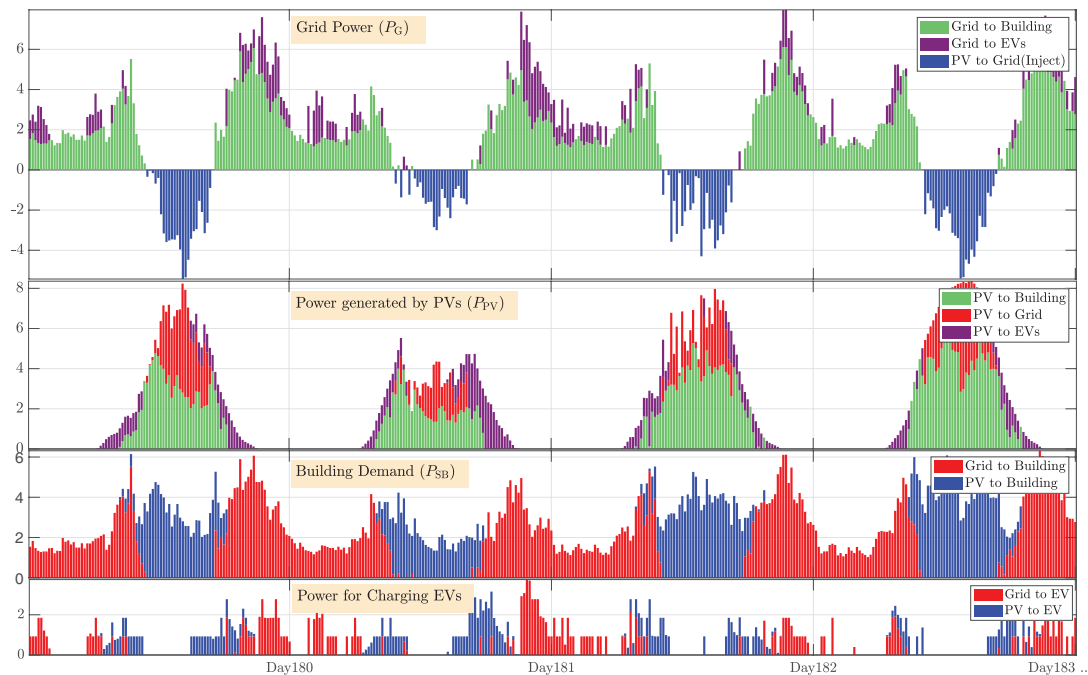 Grid Power (P_G)
Grid to Building
Grid to EVs
PV to Grid(Inject)
6
4
2
0
-2
-4
Power generated by PVs (P_PV)
PV to Building
PV to Grid
PV to EVs
8
6
4
2
0
Building Demand (P_SB)
Grid to Building
PV to Building
6
4
2
0
Power for Charging EVs
Grid to EV
PV to EV
2
0
Day180
Day181
Day182
Day183 ..